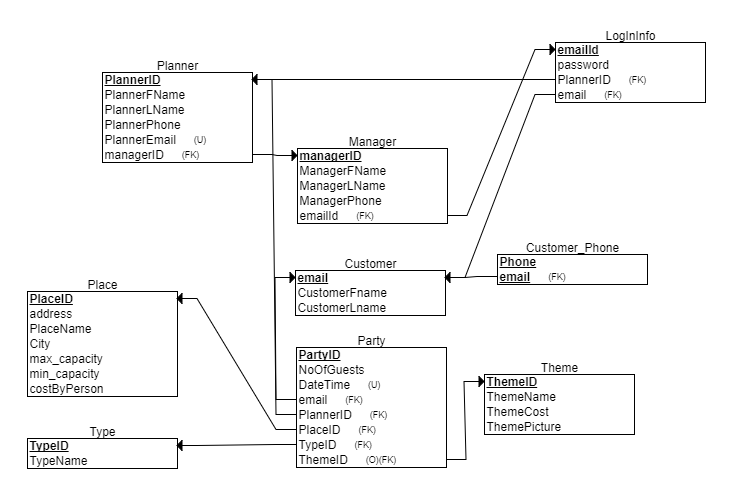 LogInInfo
emailId
password
PlannerID (FK)
email (FK)
Planner
PlannerID
PlannerFName
PlannerLName
PlannerPhone
PlannerEmail (U)
managerID (FK)
Manager
managerID
ManagerFName
ManagerLName
ManagerPhone
emailId (FK)
Customer_Phone
Phone
email (FK)
Customer
email
CustomerFname
CustomerLname
Place
PlaceID
address
PlaceName
City
max_capacity
min_capacity
costByPerson
Party
PartyID
NoOfGuests
DateTime (U)
email (FK)
PlannerID (FK)
PlaceID (FK)
TypeID (FK)
ThemeID (O)(FK)
Theme
ThemeID
ThemeName
ThemeCost
ThemePicture
Type
TypeID
TypeName